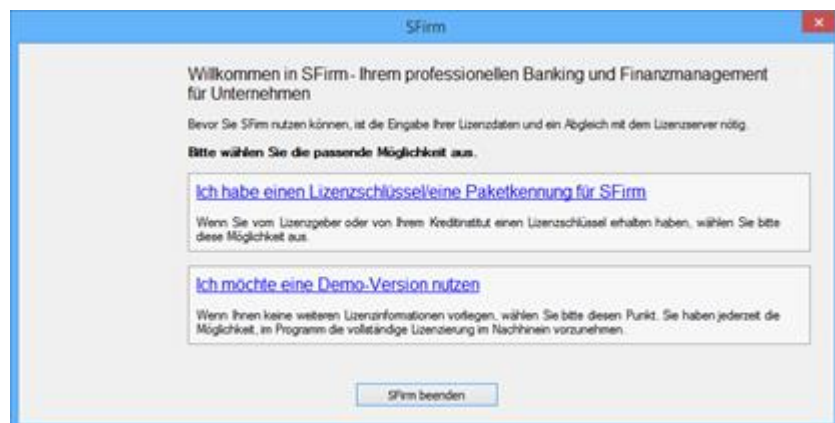 SFirm
Willkommen in SFirm - Ihrem professionellen Banking und Finanzmanagement
für Unternehmen
Bevor Sie SFirm nutzen können, ist die Eingabe Ihrer Lizenzdaten und ein Abgleich mit dem Lizenzserver nötig.
Bitte wählen Sie die passende Möglichkeit aus.
Ich habe einen Lizenzschlüssel/eine Paketkennung für SFirm
Wenn Sie vom Lizenzgeber oder von Ihrem Kreditinstitut einen Lizenzschlüssel erhalten haben, wählen Sie bitte
diese Möglichkeit aus.
Ich möchte eine Demo-Version nutzen
Wenn Ihnen keine weiteren Lizenzinformationen vorliegen, wählen Sie bitte diesen Punkt. Sie haben jederzeit die
Möglichkeit, im Programm die vollständige Lizenzierung im Nachhinein vorzunehmen.
SFirm beenden